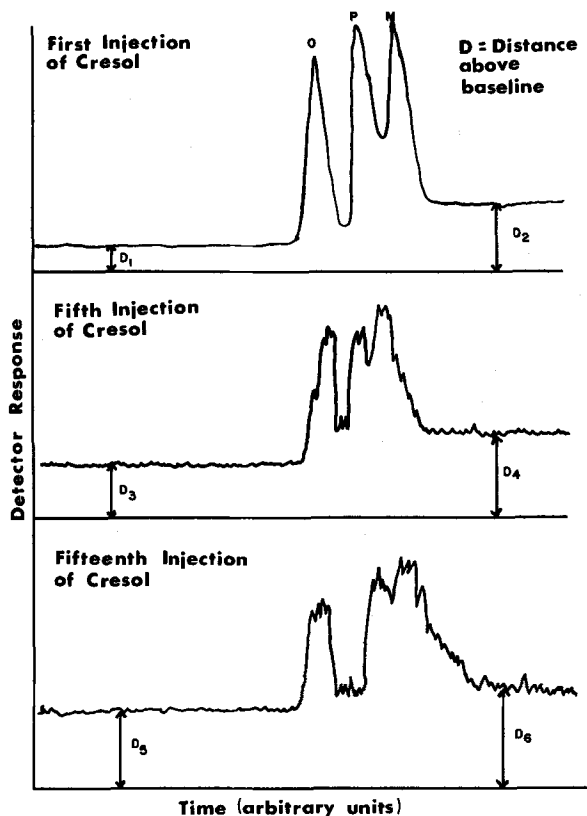 First Injection
of Cresol
O
P
M
D = Distance
above
baseline
D1
D2
Fifth Injection
of Cresol
D3
D4
Fifteenth Injection
of Cresol
D5
D6
Detector Response
Time (arbitrary units)